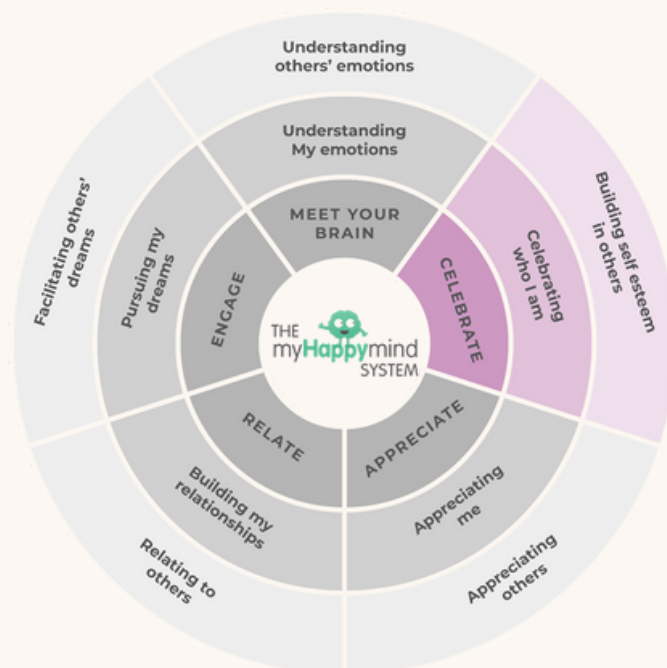 Understanding
others' emotions
Understanding
My emotions
MEET YOUR
BRAIN
Building self esteem
in others
Celebrating
who I am
CELEBRATE
Facilitating others'
dreams
Pursuing my
dreams
ENGAGE
THE
myHappymind
SYSTEM
RELATE
APPRECIATE
Building my
relationships
Appreciating
me
Relating to
others
Appreciating
others